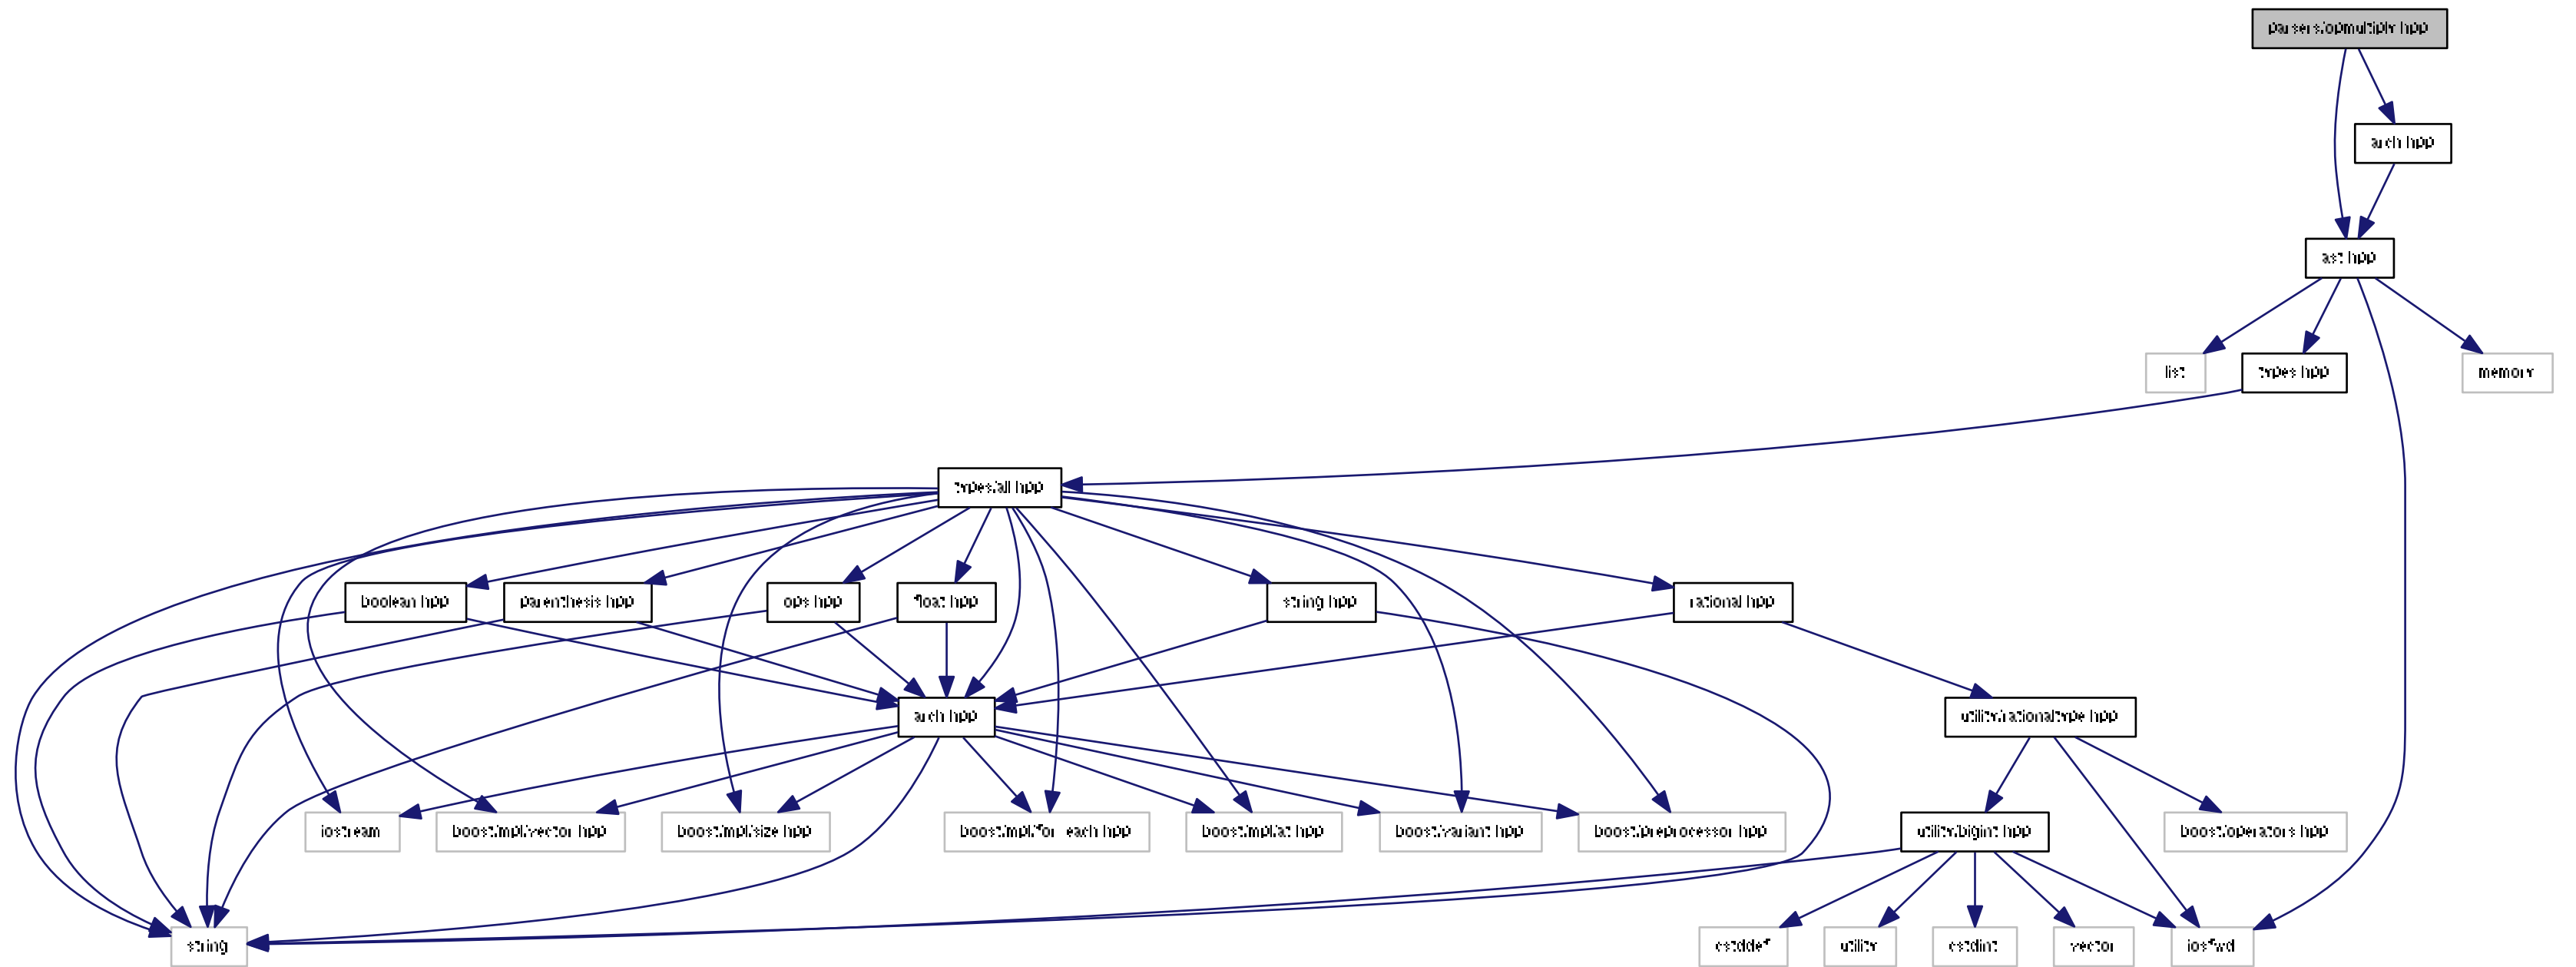 parsers/opmultiply.hpp
arch.hpp
ast.hpp
list
types.hpp
memory
types/all.hpp
boolean.hpp
parenthesis.hpp
ops.hpp
float.hpp
string.hpp
rational.hpp
arch.hpp
utility/rationaltype.hpp
iostream
boost/mpl/vector.hpp
boost/mpl/size.hpp
boost/mpl/for_each.hpp
boost/mpl/at.hpp
boost/variant.hpp
boost/preprocessor.hpp
utility/bigint.hpp
boost/operators.hpp
string
cstddef
utility
cstdint
vector
iosfwd